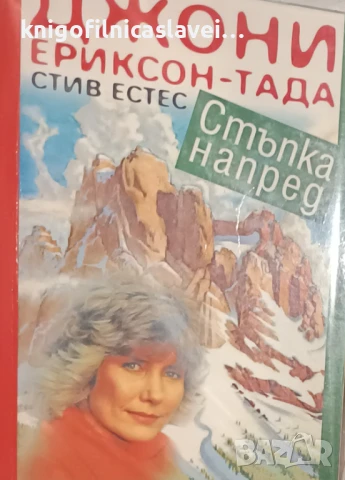 knigofilnicaslavei@...
ДЖОНИ
ЕРИКСОН-ТАДА
СТИВ ЕСТЕС
Стъпка
напред
BAZAR